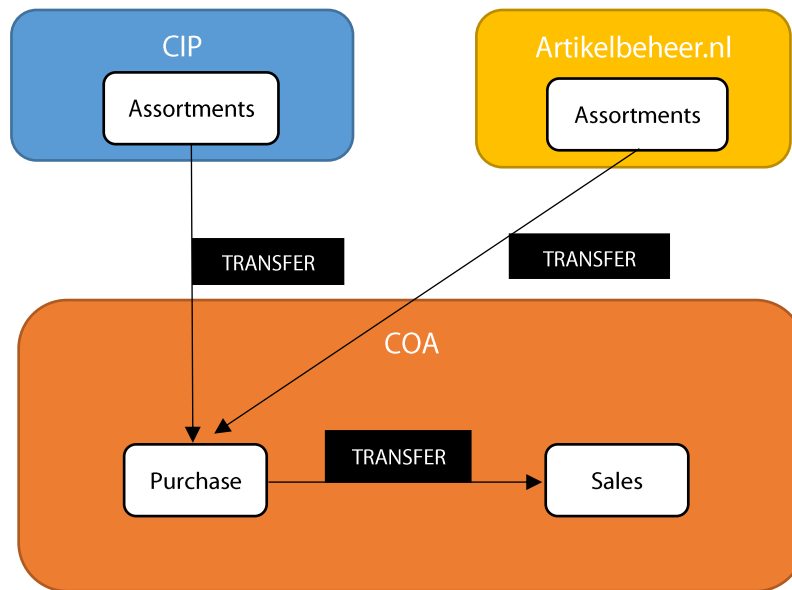 CIP
Assortments
Artikelbeheer.nl
Assortments
TRANSFER
TRANSFER
COA
Purchase
TRANSFER
Sales